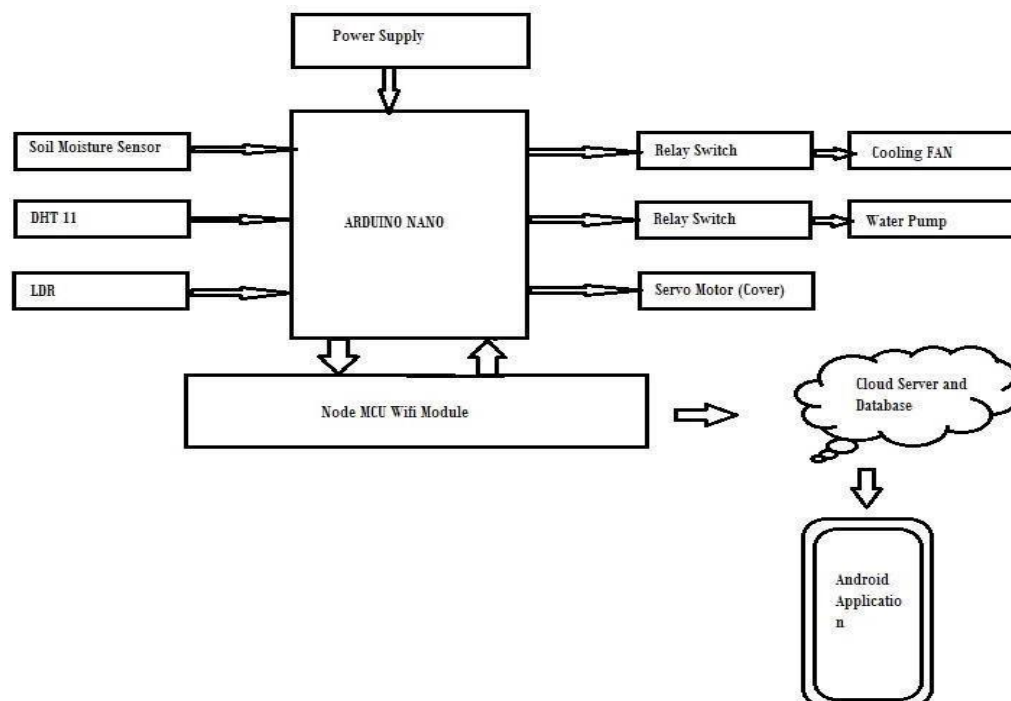 Power Supply
Soil Moisture Sensor
Relay Switch
Cooling FAN
DHT 11
ARDUINO NANO
Relay Switch
Water Pump
LDR
Servo Motor (Cover)
Node MCU Wifi Module
Cloud Server and
Database
Android
Applicatio
n